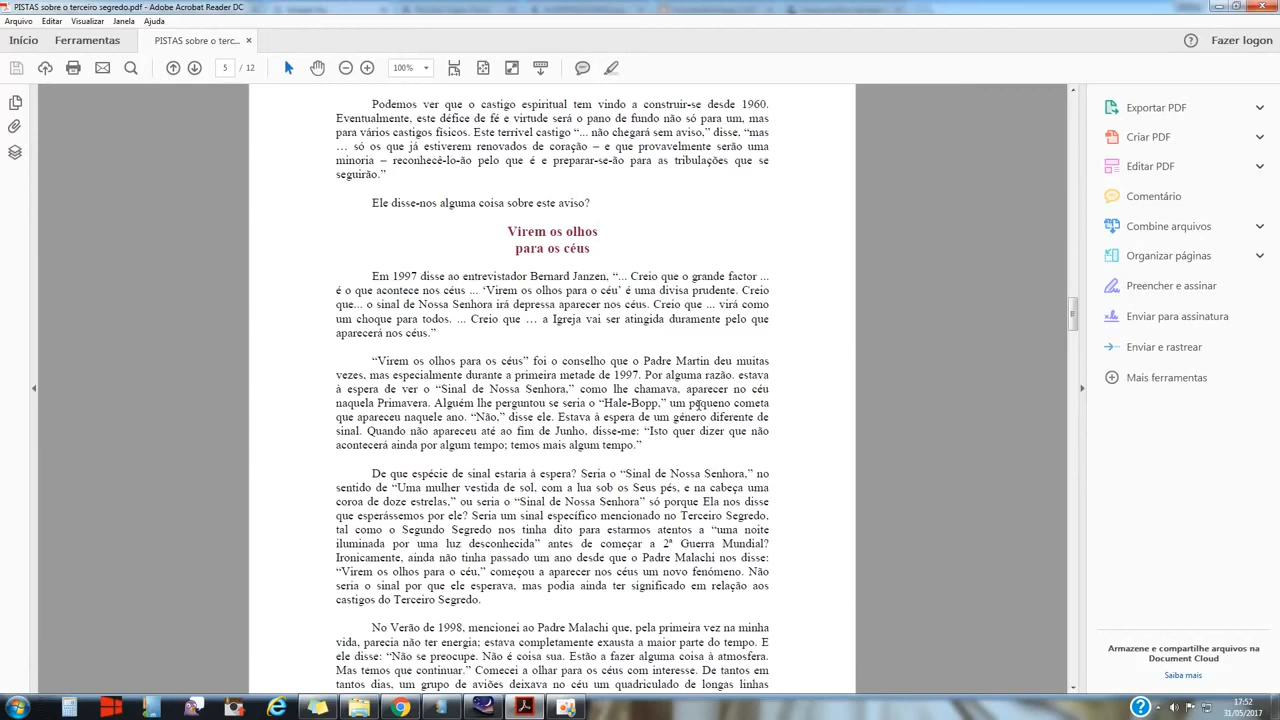 PISTAS sobre o terceiro segredo.pdf - Adobe Acrobat Reader DC
Arquivo Editar Visualizar Janela Ajuda
Início Ferramentas PISTAS sobre o terc... × Fazer logon
5 / 12 100%
Podemos ver que o castigo espiritual tem vindo a construir-se desde 1960.
Eventualmente, este défice de fé e virtude será o pano de fundo não só para um, mas
para vários castigos físicos. Este terrível castigo “... não chegará sem aviso,” disse, “mas
… só os que já estiverem renovados de coração – e que provavelmente serão uma
minoria – reconhecê-lo-ão pelo que é e preparar-se-ão para as tribulações que se
seguirão.”
Ele disse-nos alguma coisa sobre este aviso?
Virem os olhos
para os céus
Em 1997 disse ao entrevistador Bernard Janzen, “... Creio que o grande factor ...
é o que acontece nos céus ... ‘Virem os olhos para o céu’ é uma divisa prudente. Creio
que... o sinal de Nossa Senhora irá depressa aparecer nos céus. Creio que ... virá como
um choque para todos. ... Creio que … a Igreja vai ser atingida duramente pelo que
aparecerá nos céus.”
“Virem os olhos para os céus” foi o conselho que o Padre Martin deu muitas
vezes, mas especialmente durante a primeira metade de 1997. Por alguma razão, estava
à espera de ver o “Sinal de Nossa Senhora,” como lhe chamava, aparecer no céu
naquela Primavera. Alguém lhe perguntou se seria o “Hale-Bopp,” um pequeno cometa
que apareceu naquele ano. “Não,” disse ele. Estava à espera de um género diferente de
sinal. Quando não apareceu até ao fim de Junho, disse-me: “Isto quer dizer que não
acontecerá ainda por algum tempo; temos mais algum tempo.”
De que espécie de sinal estaria à espera? Seria o “Sinal de Nossa Senhora,” no
sentido de “Uma mulher vestida de sol, com a lua sob os Seus pés, e na cabeça uma
coroa de doze estrelas,” ou seria o “Sinal de Nossa Senhora” só porque Ela nos disse
que esperássemos por ele? Seria um sinal específico mencionado no Terceiro Segredo,
tal como o Segundo Segredo nos tinha dito para estarmos atentos a “uma noite
iluminada por uma luz desconhecida” antes de começar a 2ª Guerra Mundial?
Ironicamente, ainda não tinha passado um ano desde que o Padre Malachi nos disse:
“Virem os olhos para o céu,” começou a aparecer nos céus um novo fenómeno. Não
seria o sinal por que ele esperava, mas podia ainda ter significado em relação aos
castigos do Terceiro Segredo.
No Verão de 1998, mencionei ao Padre Malachi que, pela primeira vez na minha
vida, parecia não ter energia; estava completamente exausta a maior parte do tempo. E
ele disse: “Não se preocupe. Não é coisa sua. Estão a fazer alguma coisa à atmosfera.
Mas temos que continuar.” Comecei a olhar para os céus com interesse. De tantos em
tantos dias, um grupo de aviões deixava no céu um quadriculado de longas linhas
Exportar PDF
Criar PDF
Editar PDF
Comentário
Combine arquivos
Organizar páginas
Preencher e assinar
Enviar para assinatura
Enviar e rastrear
Mais ferramentas
Armazene e compartilhe arquivos na
Document Cloud
Saiba mais
17:52
31/05/2017